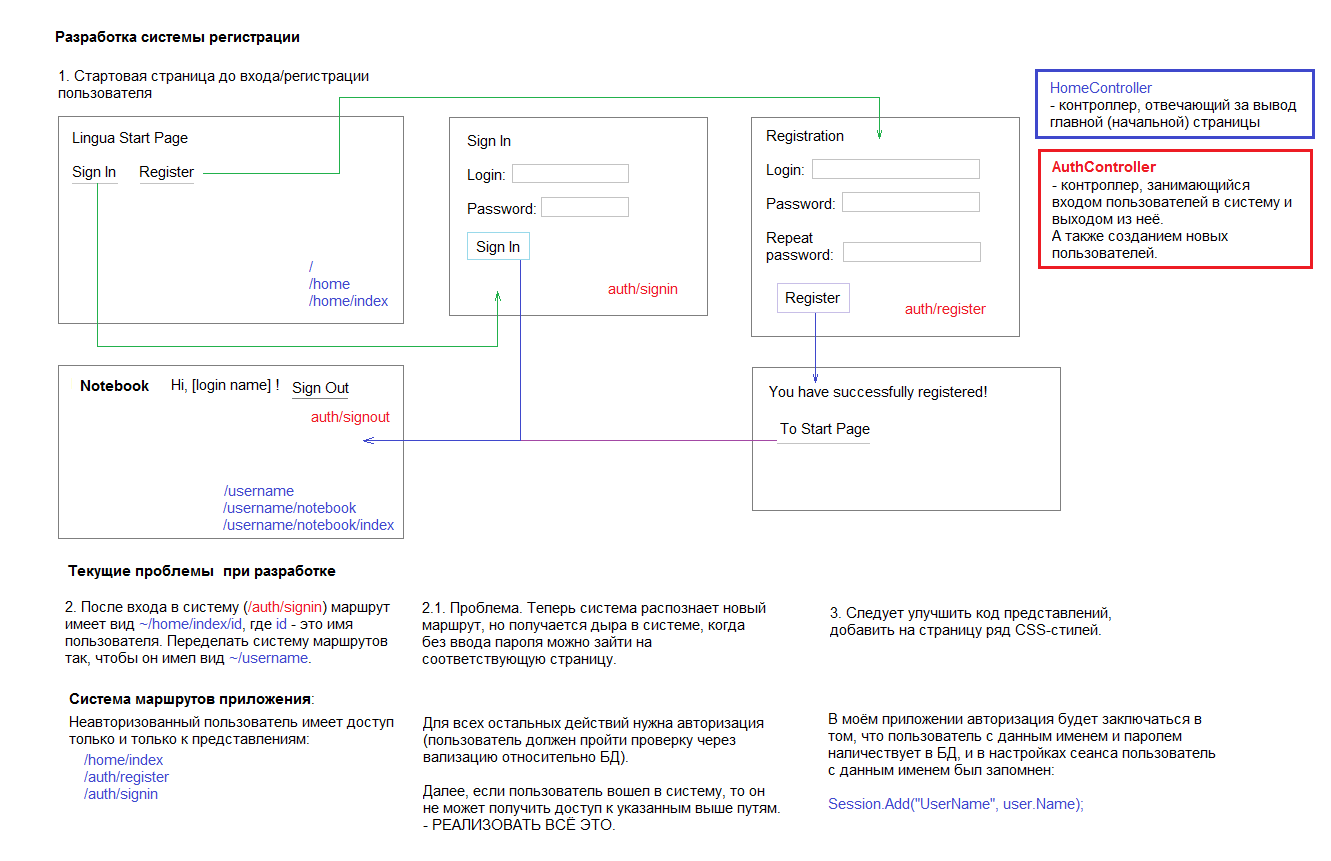 Разработка системы регистрации
1. Стартовая страница до входа/регистрации
пользователя
Lingua Start Page
Sign In
Register
/
/home
/home/index
Sign In
Login:
Password:
Sign In
auth/signin
Registration
Login:
Password:
Repeat
password:
Register
auth/register
HomeController
- контроллер, отвечающий за вывод
главной (начальной) страницы
AuthController
- контроллер, занимающийся
входом пользователей в систему и
выходом из неё.
А также созданием новых
пользователей.
Notebook
Hi, [login name] !
Sign Out
auth/signout
/username
/username/notebook
/username/notebook/index
You have successfully registered!
To Start Page
Текущие проблемы при разработке
2. После входа в систему (/auth/signin) маршрут
имеет вид ~/home/index/id, где id - это имя
пользователя. Переделать систему маршрутов
так, чтобы он имел вид ~/username.
2.1. Проблема. Теперь система распознает новый
маршрут, но получается дыра в системе, когда
без ввода пароля можно зайти на
соответствующую страницу.
3. Следует улучшить код представлений,
добавить на страницу ряд CSS-стилей.
Система маршрутов приложения:
Неавторизованный пользователь имеет доступ
только и только к представлениям:
/home/index
/auth/register
/auth/signin
Для всех остальных действий нужна авторизация
(пользователь должен пройти проверку через
вализацию относительно БД).
Далее, если пользователь вошел в систему, то он
не может получить доступ к указанным выше путям.
- РЕАЛИЗОВАТЬ ВСЁ ЭТО.
В моём приложении авторизация будет заключаться в
том, что пользователь с данным именем и паролем
наличествует в БД, и в настройках сеанса пользователь
с данным именем был запомнен:
Session.Add("UserName", user.Name);